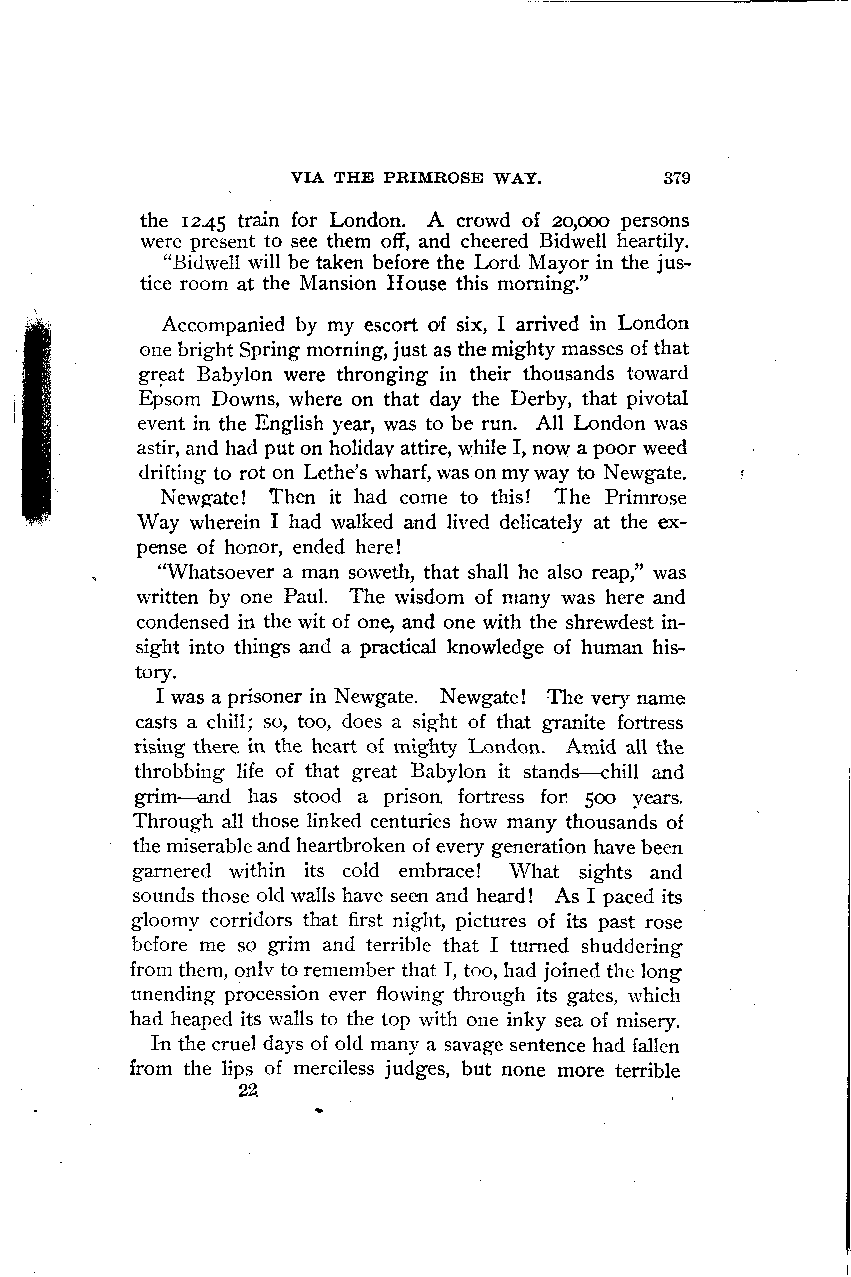 VIA THE PRIMROSE WAY. 379
the 12.45 train for London. A crowd of 20,000 persons
were present to see them off, and cheered Bidwell heartily.
"Bidwell will be taken before the Lord Mayor in the jus-
tice room at the Mansion House this morning."
Accompanied by my escort of six, I arrived in London
one bright Spring morning, just as the mighty masses of that
great Babylon were thronging in their thousands toward
Epsom Downs, where on that day the Derby, that pivotal
event in the English year, was to be run. All London was
astir, and had put on holiday attire, while I, now a poor weed
drifting to rot on Lethe's wharf, was on my way to Newgate.
Newgate! Then it had come to this! The Primrose
Way wherein I had walked and lived delicately at the ex-
pense of honor, ended here!
"Whatsoever a man soweth, that shall he also reap," was
written by one Paul. The wisdom of many was here and
condensed in the wit of one, and one with the shrewdest in-
sight into things and a practical knowledge of human his-
tory.
I was a prisoner in Newgate. Newgate! The very name
casts a chill; so, too, does a sight of that granite fortress
rising there in the heart of mighty London. Amid all the
throbbing life of that great Babylon it stands—chill and
grim—and has stood a prison fortress for 500 years.
Through all those linked centuries how many thousands of
the miserable and heartbroken of every generation have been
garnered within its cold embrace! What sights and
sounds those old walls have seen and heard! As I paced its
gloomy corridors that first night, pictures of its past rose
before me so grim and terrible that I turned shuddering
from them, only to remember that I, too, had joined the long
unending procession ever flowing through its gates, which
had heaped its walls to the top with one inky sea of misery.
In the cruel days of old many a savage sentence had fallen
from the lips of merciless judges, but none more terrible
22